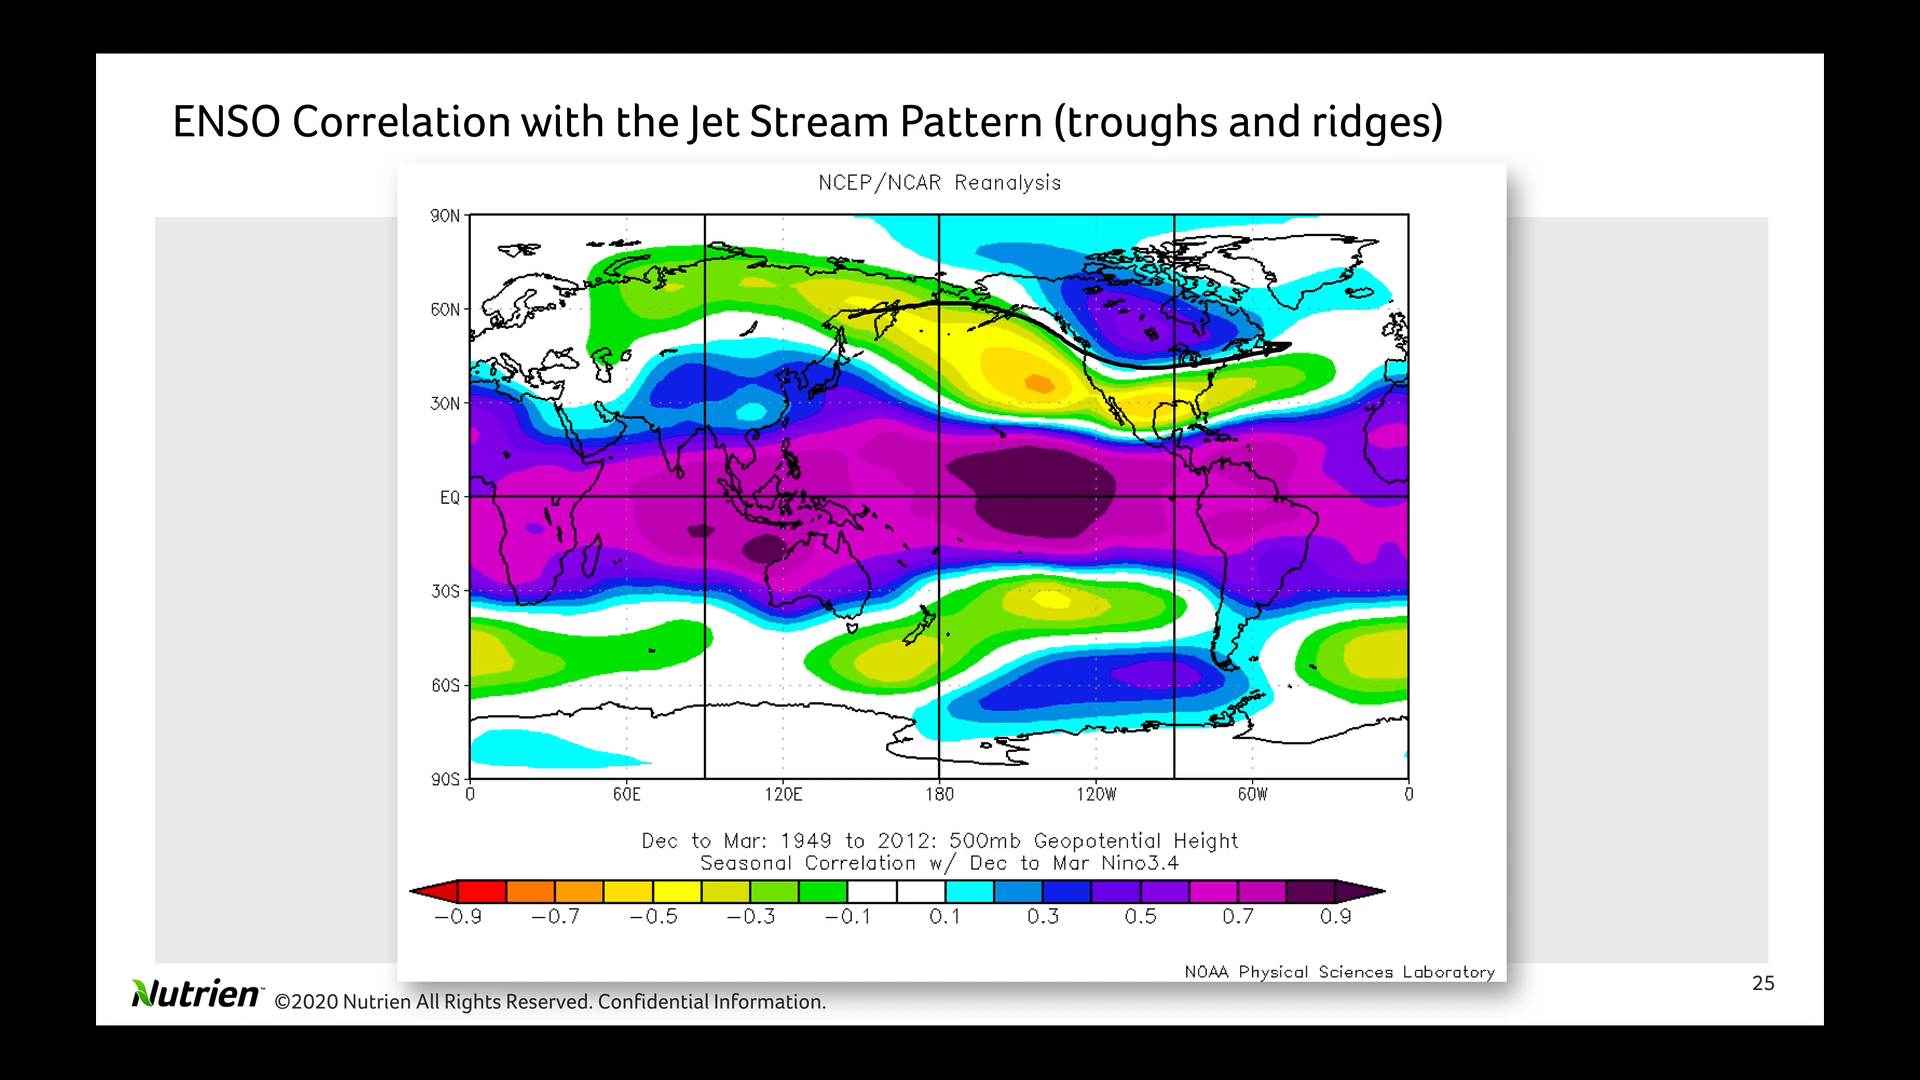 ENSO Correlation with the Jet Stream Pattern (troughs and ridges)
NCEP/NCAR Reanalysis
90N
60N
30N
EQ
30S
60S
90S
0 60E 120E 180 120W 60W 0
Dec to Mar: 1949 to 2012: 500mb Geopotential Height
Seasonal Correlation w/ Dec to Mar Nino3.4
−0.9 −0.7 −0.5 −0.3 −0.1 0.1 0.3 0.5 0.7 0.9
NOAA Physical Sciences Laboratory
Nutrien™ ©2020 Nutrien All Rights Reserved. Confidential Information.
25